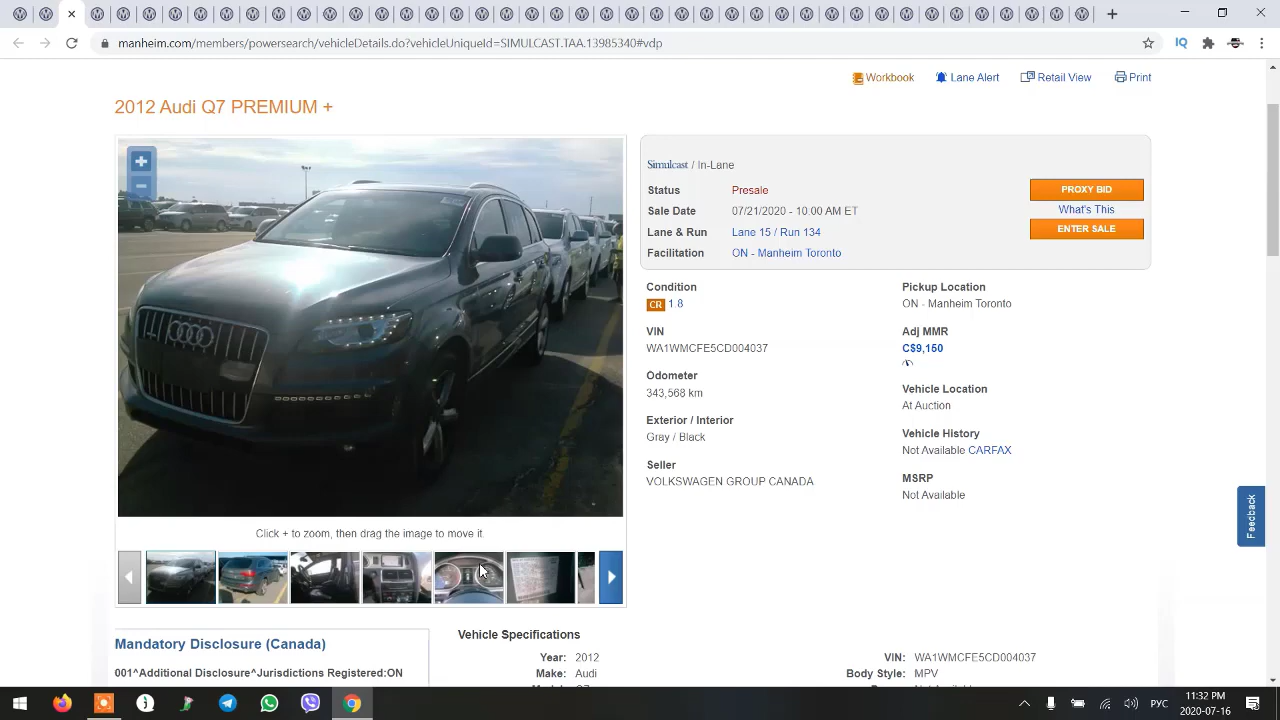 manheim.com/members/powersearch/vehicleDetails.do?vehicleUniqueId=SIMULCAST.TAA.13985340#vdp
IQ
Workbook
Lane Alert
Retail View
Print
2012 Audi Q7 PREMIUM +
Simulcast / In-Lane
Status Presale
PROXY BID
Sale Date 07/21/2020 - 10:00 AM ET
What's This
Lane & Run Lane 15 / Run 134
ENTER SALE
Facilitation ON - Manheim Toronto
Condition
CR 1.8
VIN
WA1WMCFE5CD004037
Odometer
343,568 km
Exterior / Interior
Gray / Black
Seller
VOLKSWAGEN GROUP CANADA
Pickup Location
ON - Manheim Toronto
Adj MMR
C$9,150
Vehicle Location
At Auction
Vehicle History
Not Available CARFAX
MSRP
Not Available
Feedback
Click + to zoom, then drag the image to move it
Mandatory Disclosure (Canada)
001^Additional Disclosure^Jurisdictions Registered:ON
Vehicle Specifications
Year: 2012
Make: Audi
VIN: WA1WMCFE5CD004037
Body Style: MPV
РУС
11:32 PM
2020-07-16